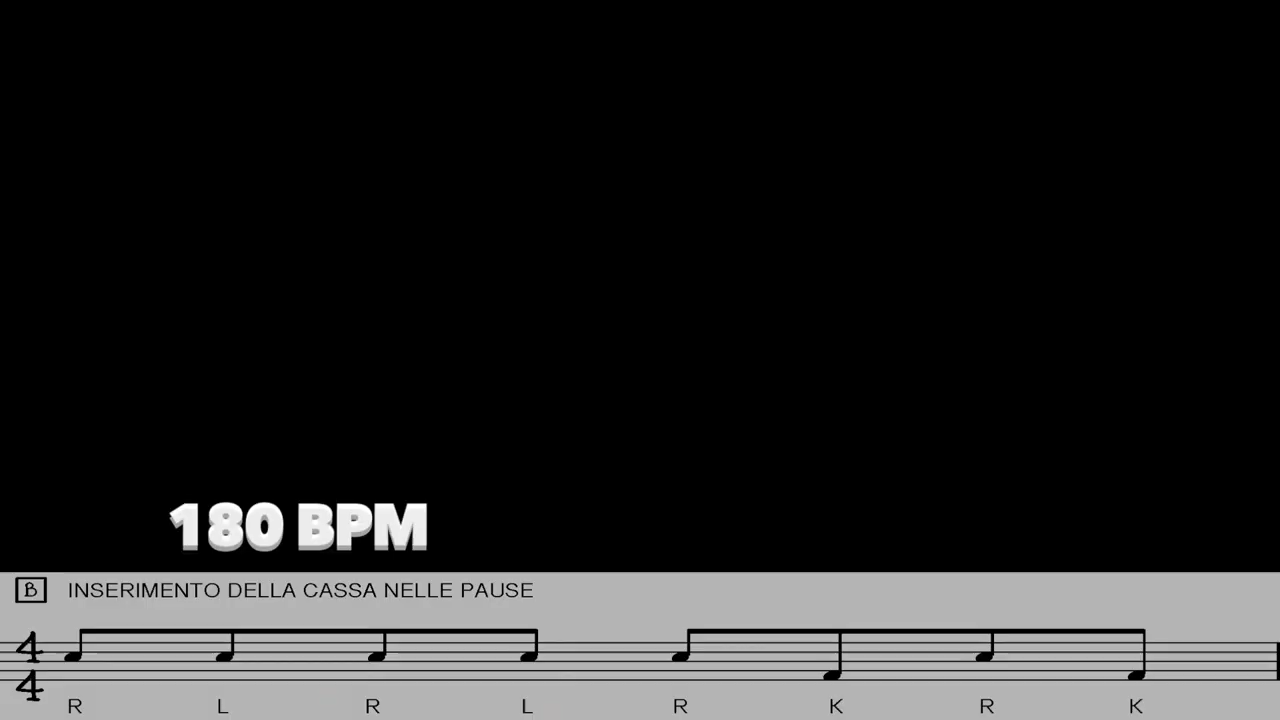 180 BPM
B INSERIMENTO DELLA CASSA NELLE PAUSE
4
4
R L R L R K R K